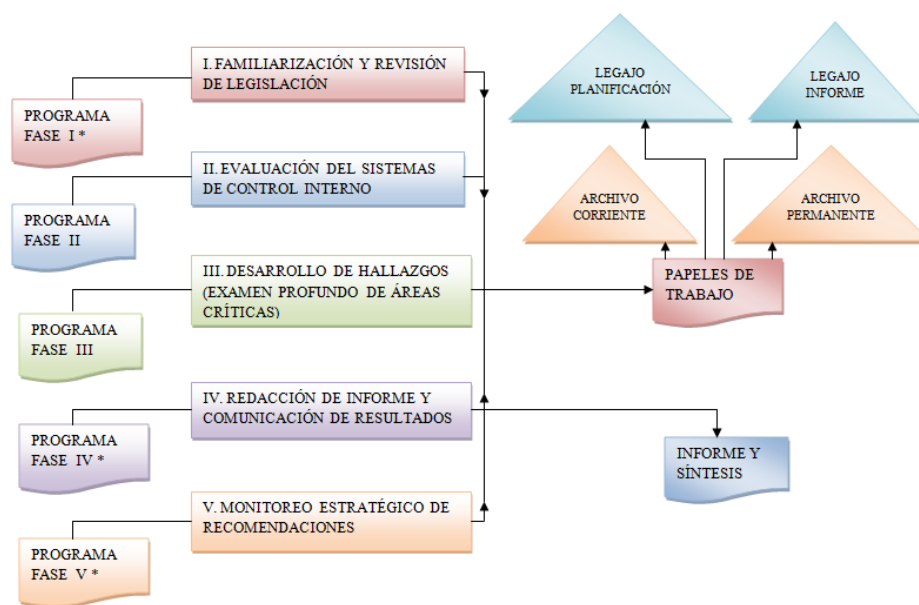 I. FAMILIARIZACIÓN Y REVISIÓN
DE LEGISLACIÓN
PROGRAMA
FASE I *
II. EVALUACIÓN DEL SISTEMAS
DE CONTROL INTERNO
PROGRAMA
FASE II
III. DESARROLLO DE HALLAZGOS
(EXAMEN PROFUNDO DE ÁREAS
CRÍTICAS)
PROGRAMA
FASE III
IV. REDACCIÓN DE INFORME Y
COMUNICACIÓN DE RESULTADOS
PROGRAMA
FASE IV *
V. MONITOREO ESTRATÉGICO DE
RECOMENDACIONES
PROGRAMA
FASE V *
LEGAJO
PLANIFICACIÓN
LEGAJO
INFORME
ARCHIVO
CORRIENTE
ARCHIVO
PERMANENTE
PAPELES DE
TRABAJO
INFORME Y
SÍNTESIS